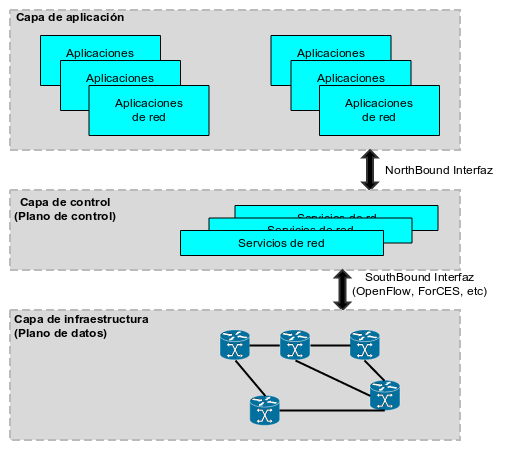 Capa de aplicación
Aplicaciones
Aplicaciones
Aplicaciones
de red
Aplicaciones
Aplicaciones
Aplicaciones
de red
NorthBound Interfaz
Capa de control
(Plano de control)
Servicios de rd
Servicios de red
Servicios de red
SouthBound Interfaz
(OpenFlow, ForCES, etc)
Capa de infraestructura
(Plano de datos)